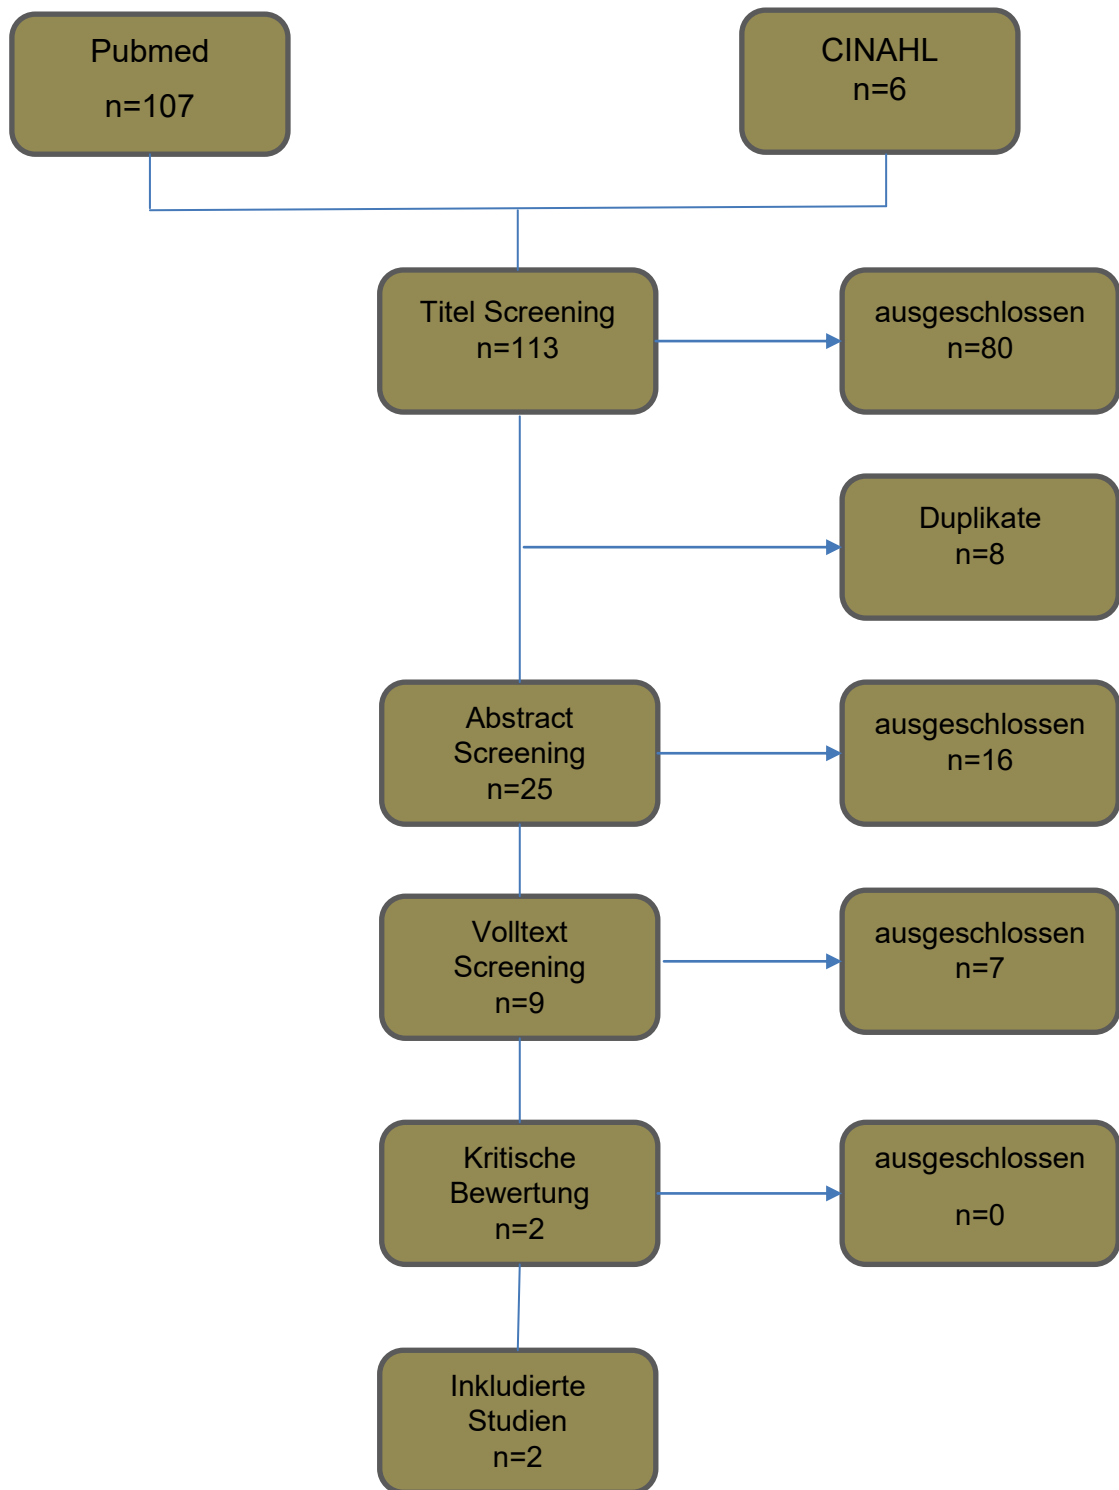 Pubmed
n=107
CINAHL
n=6
Titel Screening
n=113
ausgeschlossen
n=80
Duplikate
n=8
Abstract
Screening
n=25
ausgeschlossen
n=16
Volltext
Screening
n=9
ausgeschlossen
n=7
Kritische
Bewertung
n=2
ausgeschlossen
n=0
Inkludierte
Studien
n=2